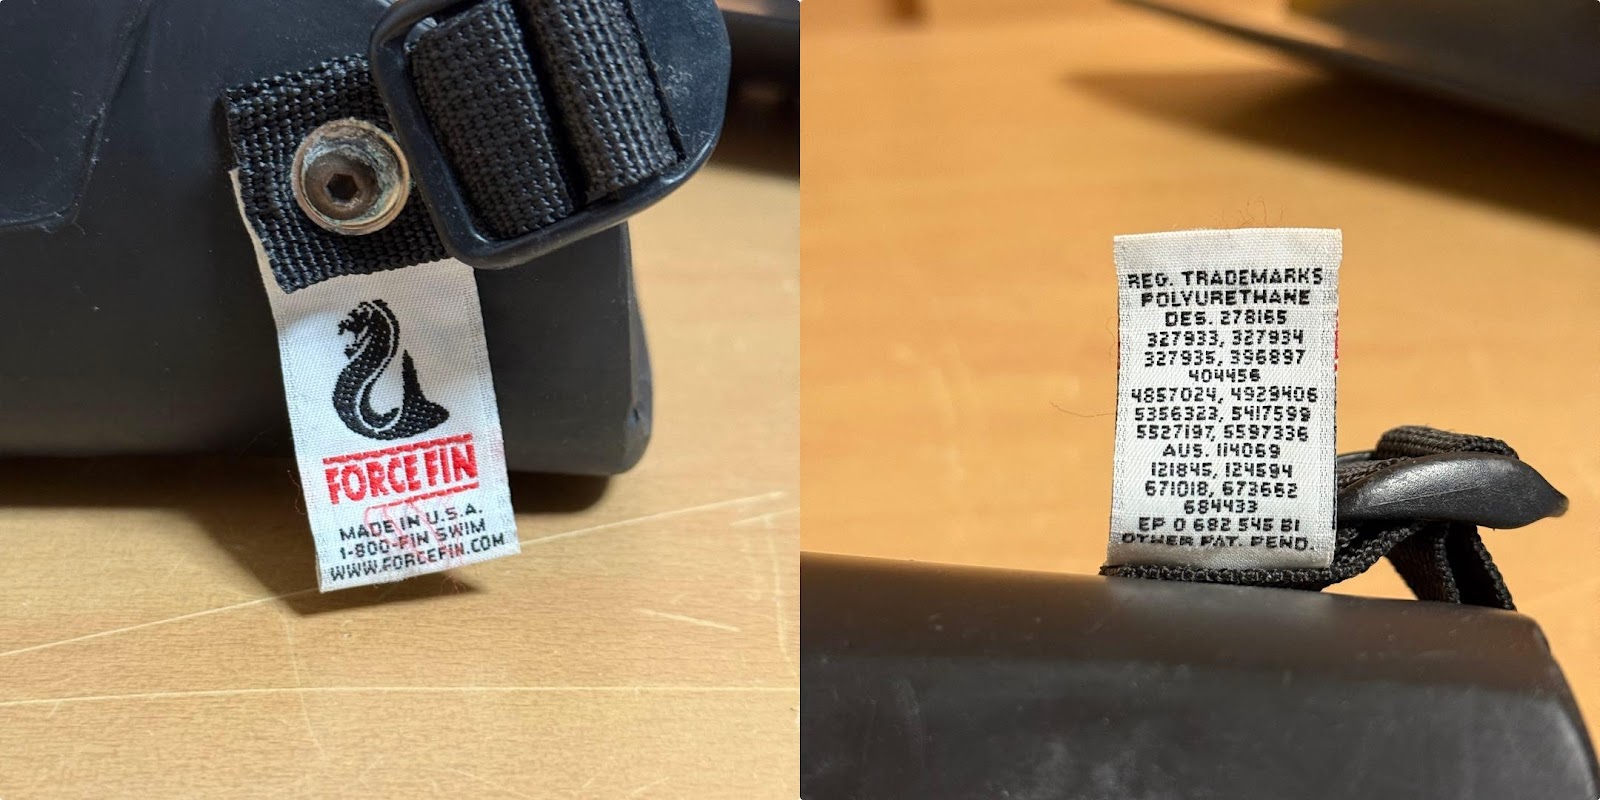 FORCE FIN
MADE IN U.S.A.
1-800-FIN SWIM
WWW.FORCEFIN.COM
REG. TRADEMARKS
POLYURETHANE
DES. 278165
327933, 327934
327935, 396897
404456
4857024, 4929406
5356323, 5417599
5527197, 5597336
AUS. 114069
121845, 124594
671018, 673662
684433
EP 0 682 545 B1
OTHER PAT. PEND.